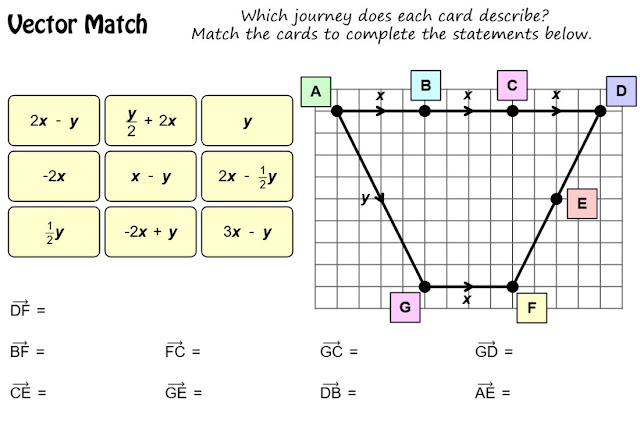 Vector Match
Which journey does each card describe?
Match the cards to complete the statements below.
2x - y
y/2 + 2x
y
-2x
x - y
2x - ½y
½y
-2x + y
3x - y
A
B
C
D
x
x
x
y
E
x
G
F
DF⃗ =
BF⃗ =
FC⃗ =
GC⃗ =
GD⃗ =
CE⃗ =
GE⃗ =
DB⃗ =
AE⃗ =